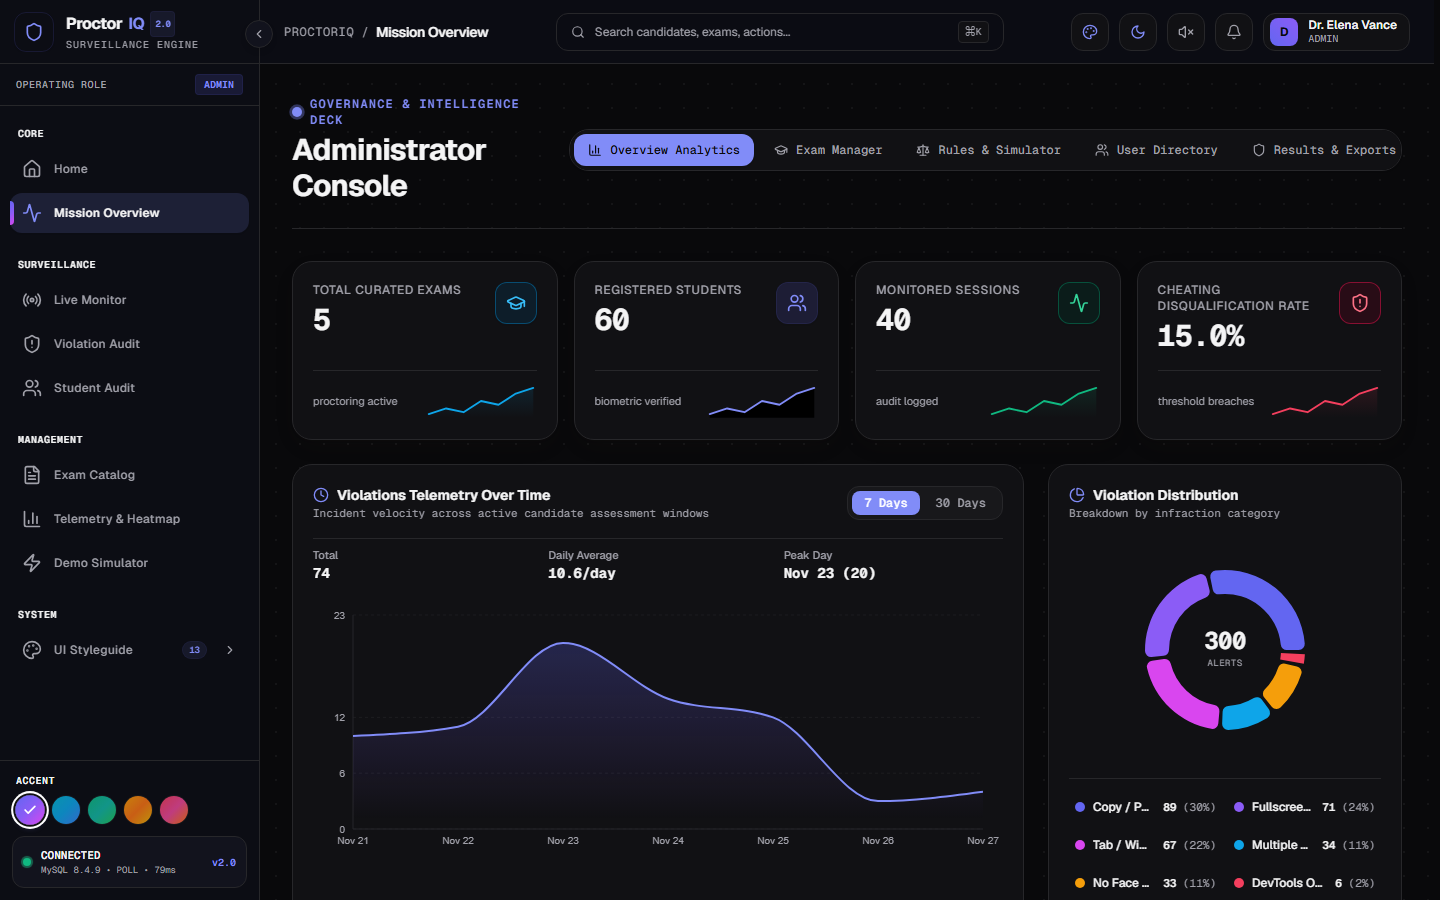 Proctor IQ 2.0
SURVEILLANCE ENGINE
OPERATING ROLE
ADMIN
CORE
Home
Mission Overview
SURVEILLANCE
Live Monitor
Violation Audit
Student Audit
MANAGEMENT
Exam Catalog
Telemetry & Heatmap
Demo Simulator
SYSTEM
UI Styleguide
13
ACCENT
CONNECTED
MySQL 8.4.9 • POLL • 79ms
v2.0
PROCTORIQ / Mission Overview
Search candidates, exams, actions...
⌘K
D
Dr. Elena Vance
ADMIN
GOVERNANCE & INTELLIGENCE
DECK
Administrator
Console
Overview Analytics
Exam Manager
Rules & Simulator
User Directory
Results & Exports
TOTAL CURATED EXAMS
5
proctoring active
REGISTERED STUDENTS
60
biometric verified
MONITORED SESSIONS
40
audit logged
CHEATING
DISQUALIFICATION RATE
15.0%
threshold breaches
Violations Telemetry Over Time
Incident velocity across active candidate assessment windows
7 Days
30 Days
Total
74
Daily Average
10.6/day
Peak Day
Nov 23 (20)
23
12
6
0
Nov 21
Nov 22
Nov 23
Nov 24
Nov 25
Nov 26
Nov 27
Violation Distribution
Breakdown by infraction category
300
ALERTS
Copy / P... 89 (30%)
Fullscree... 71 (24%)
Tab / Wi... 67 (22%)
Multiple ... 34 (11%)
No Face ... 33 (11%)
DevTools O... 6 (2%)